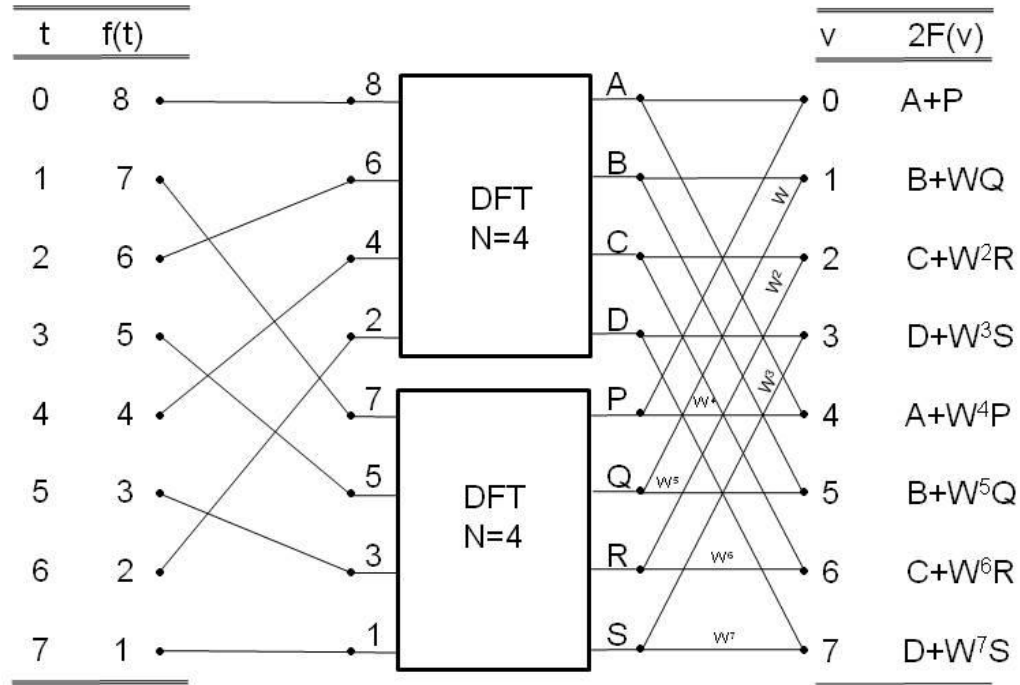 t f(t) v 2F(v)
0 8 8 A 0 A+P
1 7 6 B W 1 B+WQ
2 6 4 DFT C W² 2 C+W²R
N=4
3 5 2 D 3 D+W³S
W³
4 4 7 P W⁴ 4 A+W⁴P
5 3 5 DFT Q W⁵ 5 B+W⁵Q
N=4
6 2 3 R W⁶ 6 C+W⁶R
7 1 1 S W⁷ 7 D+W⁷S